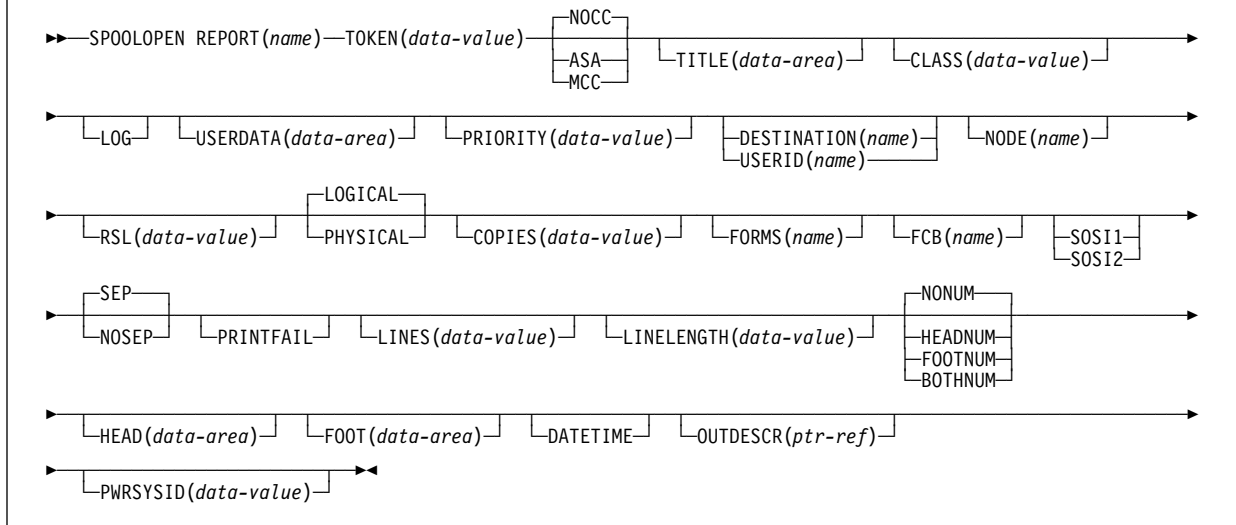 NOCC
SPOOLOPEN REPORT(name) TOKEN(data-value)
ASA TITLE(data-area) CLASS(data-value)
MCC
LOG USERDATA(data-area) PRIORITY(data-value) DESTINATION(name) NODE(name)
USERID(name)
LOGICAL
RSL(data-value) PHYSICAL COPIES(data-value) FORMS(name) FCB(name) SOSI1
SOSI2
SEP NONUM
NOSEP PRINTFAIL LINES(data-value) LINELENGTH(data-value) HEADNUM
FOOTNUM
BOTHNUM
HEAD(data-area) FOOT(data-area) DATETIME OUTDESCR(ptr-ref)
PWRSYSID(data-value)